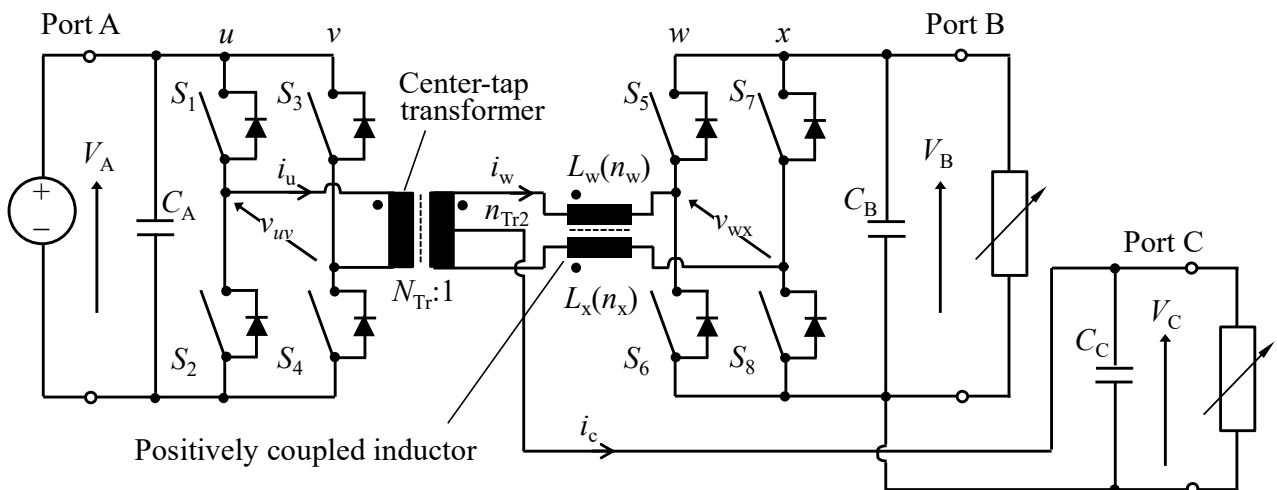 Port A
u
v
w
x
Port B
S1
S3
Center-tap
transformer
S5
S7
VA
iu
iw
Lw(nw)
VB
+
−
CA
nTr2
CB
vuv
vwx
Port C
NTr:1
Lx(nx)
VC
S2
S4
S6
S8
CC
Positively coupled inductor
ic